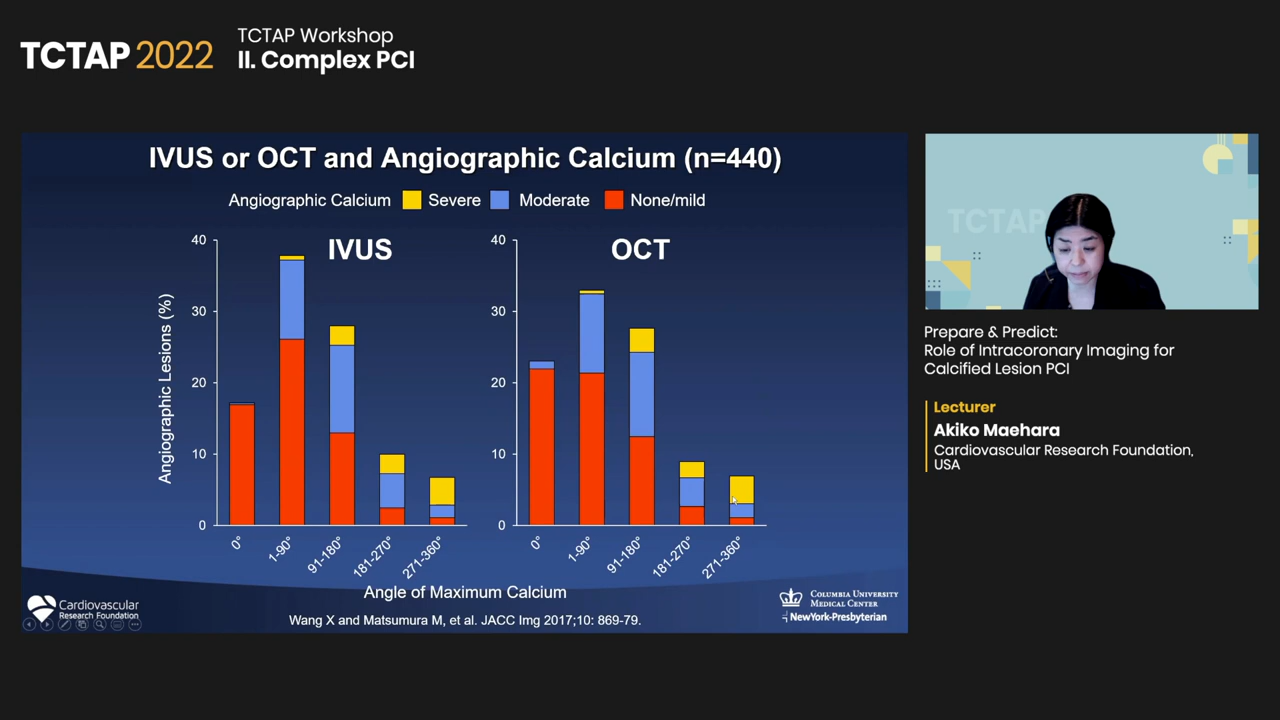 TCTAP 2022
TCTAP Workshop
II. Complex PCI
IVUS or OCT and Angiographic Calcium (n=440)
Angiographic Calcium Severe Moderate None/mild
IVUS
OCT
Angiographic Lesions (%)
40
30
20
10
0
0°
1-90°
91-180°
181-270°
271-360°
40
30
20
10
0
0°
1-90°
91-180°
181-270°
271-360°
Angle of Maximum Calcium
Wang X and Matsumura M, et al. JACC Img 2017;10: 869-79.
Cardiovascular
Research Foundation
COLUMBIA UNIVERSITY
MEDICAL CENTER
NewYork-Presbyterian
TCTAP
Prepare & Predict:
Role of Intracoronary Imaging for
Calcified Lesion PCI
Lecturer
Akiko Maehara
Cardiovascular Research Foundation,
USA